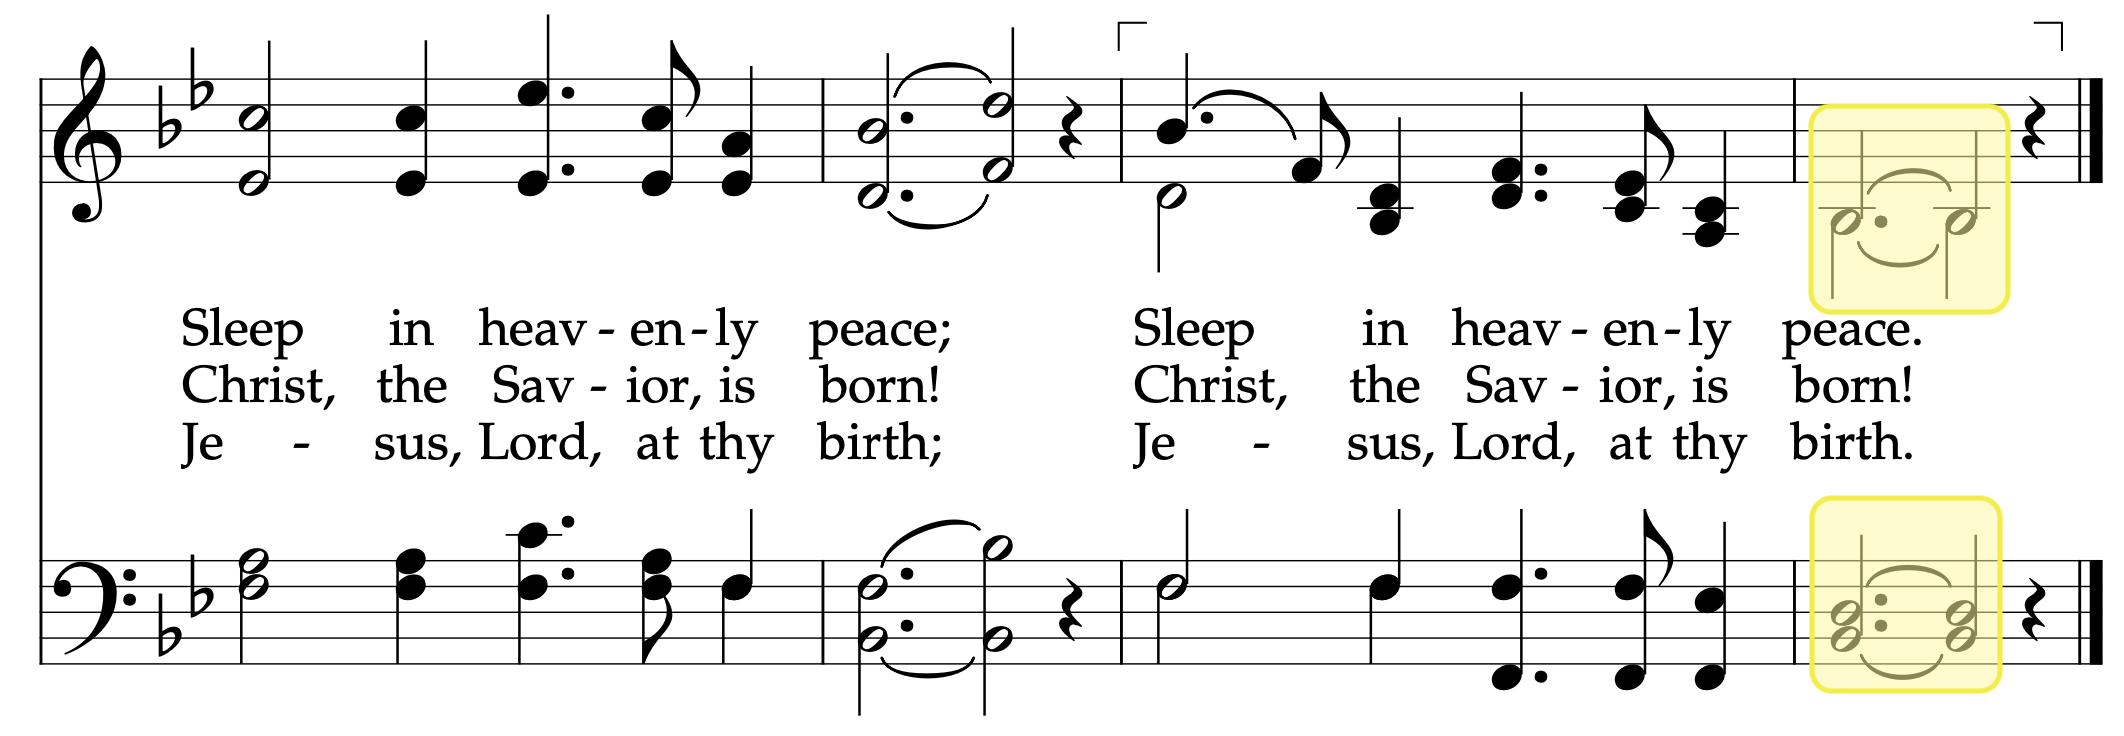 Sleep in heav - en - ly peace; Sleep in heav - en - ly peace.
Christ, the Sav - ior, is born! Christ, the Sav - ior, is born!
Je - sus, Lord, at thy birth; Je - sus, Lord, at thy birth.